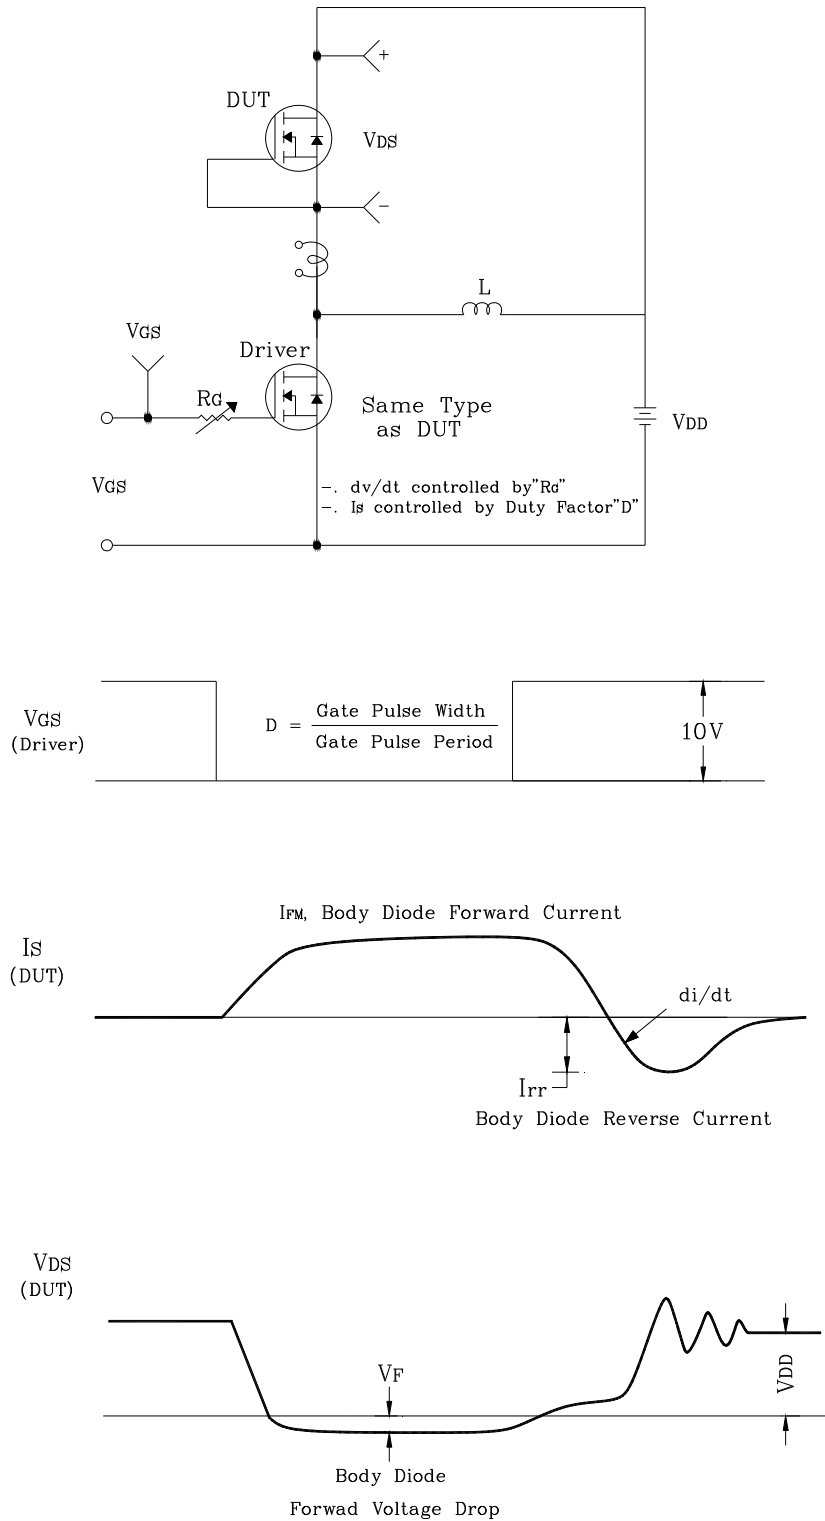 +
DUT
VDS
−
L
VGS
Driver
RG
Same Type
as DUT
VDD
VGS
−. dv/dt controlled by"RG"
−. Is controlled by Duty Factor"D"
VGS
(Driver)
D = Gate Pulse Width
Gate Pulse Period
10V
IFM, Body Diode Forward Current
IS
(DUT)
di/dt
Irr
Body Diode Reverse Current
VDS
(DUT)
VF
VDD
Body Diode
Forwad Voltage Drop